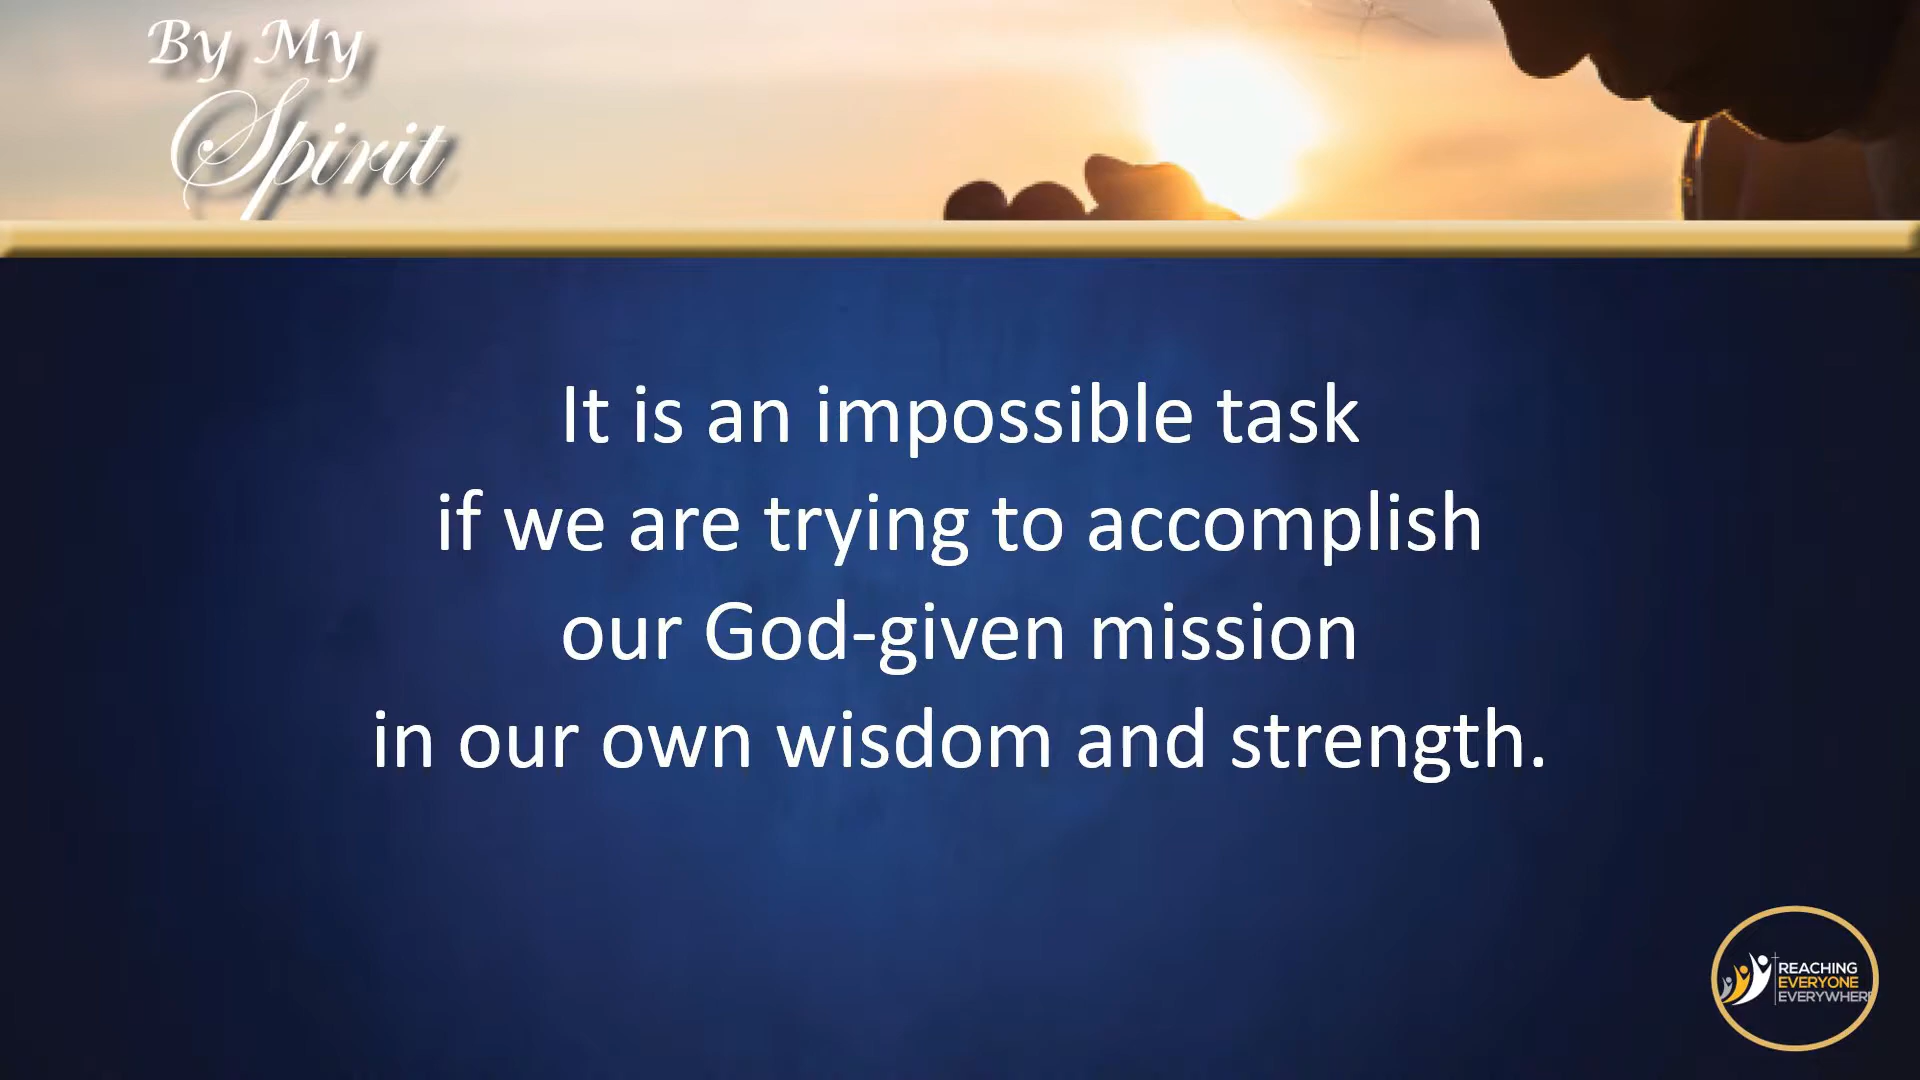 By My
Spirit
It is an impossible task
if we are trying to accomplish
our God-given mission
in our own wisdom and strength.
REACHING
EVERYONE
EVERYWHERE